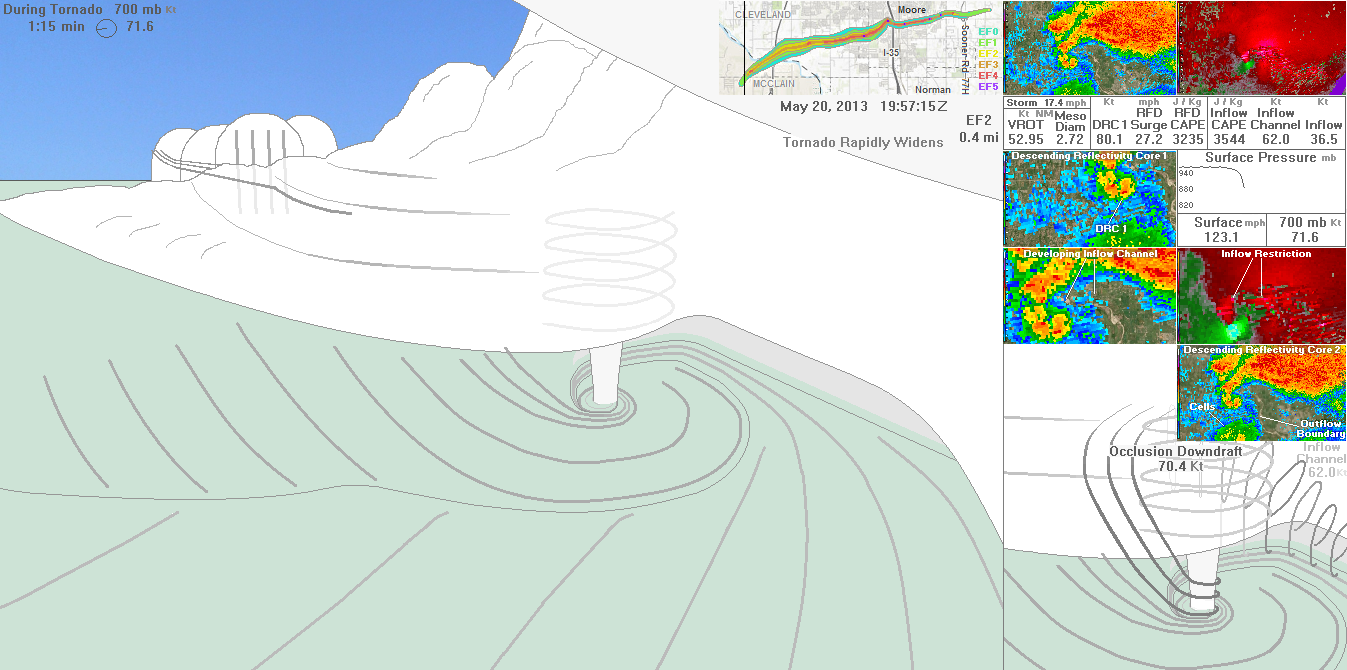 During Tornado 700 mb Kt
1:15 min 71.6
CLEVELAND
Moore
I-35
Sooner Rd
77H
MCCLAIN
Norman
EF0
EF1
EF2
EF3
EF4
EF5
May 20, 2013 19:57:15Z
EF2
0.4 mi
Tornado Rapidly Widens
Storm 17.4 mph
Kt NM
VROT
52.95
Meso
Diam
2.72
Kt
DRC1
80.1
mph
RFD
Surge
27.2
J / Kg
RFD
CAPE
3235
J / Kg
Inflow
CAPE
3544
Kt
Inflow
Channel
62.0
Kt
Inflow
36.5
Descending Reflectivity Core 1
DRC 1
Surface Pressure mb
940
880
820
Surface mph
123.1
700 mb Kt
71.6
Developing Inflow Channel
Inflow Restriction
Descending Reflectivity Core 2
Cells
Outflow
Boundary
Occlusion Downdraft
70.4 Kt
Inflow
Channel
62.0 Kt